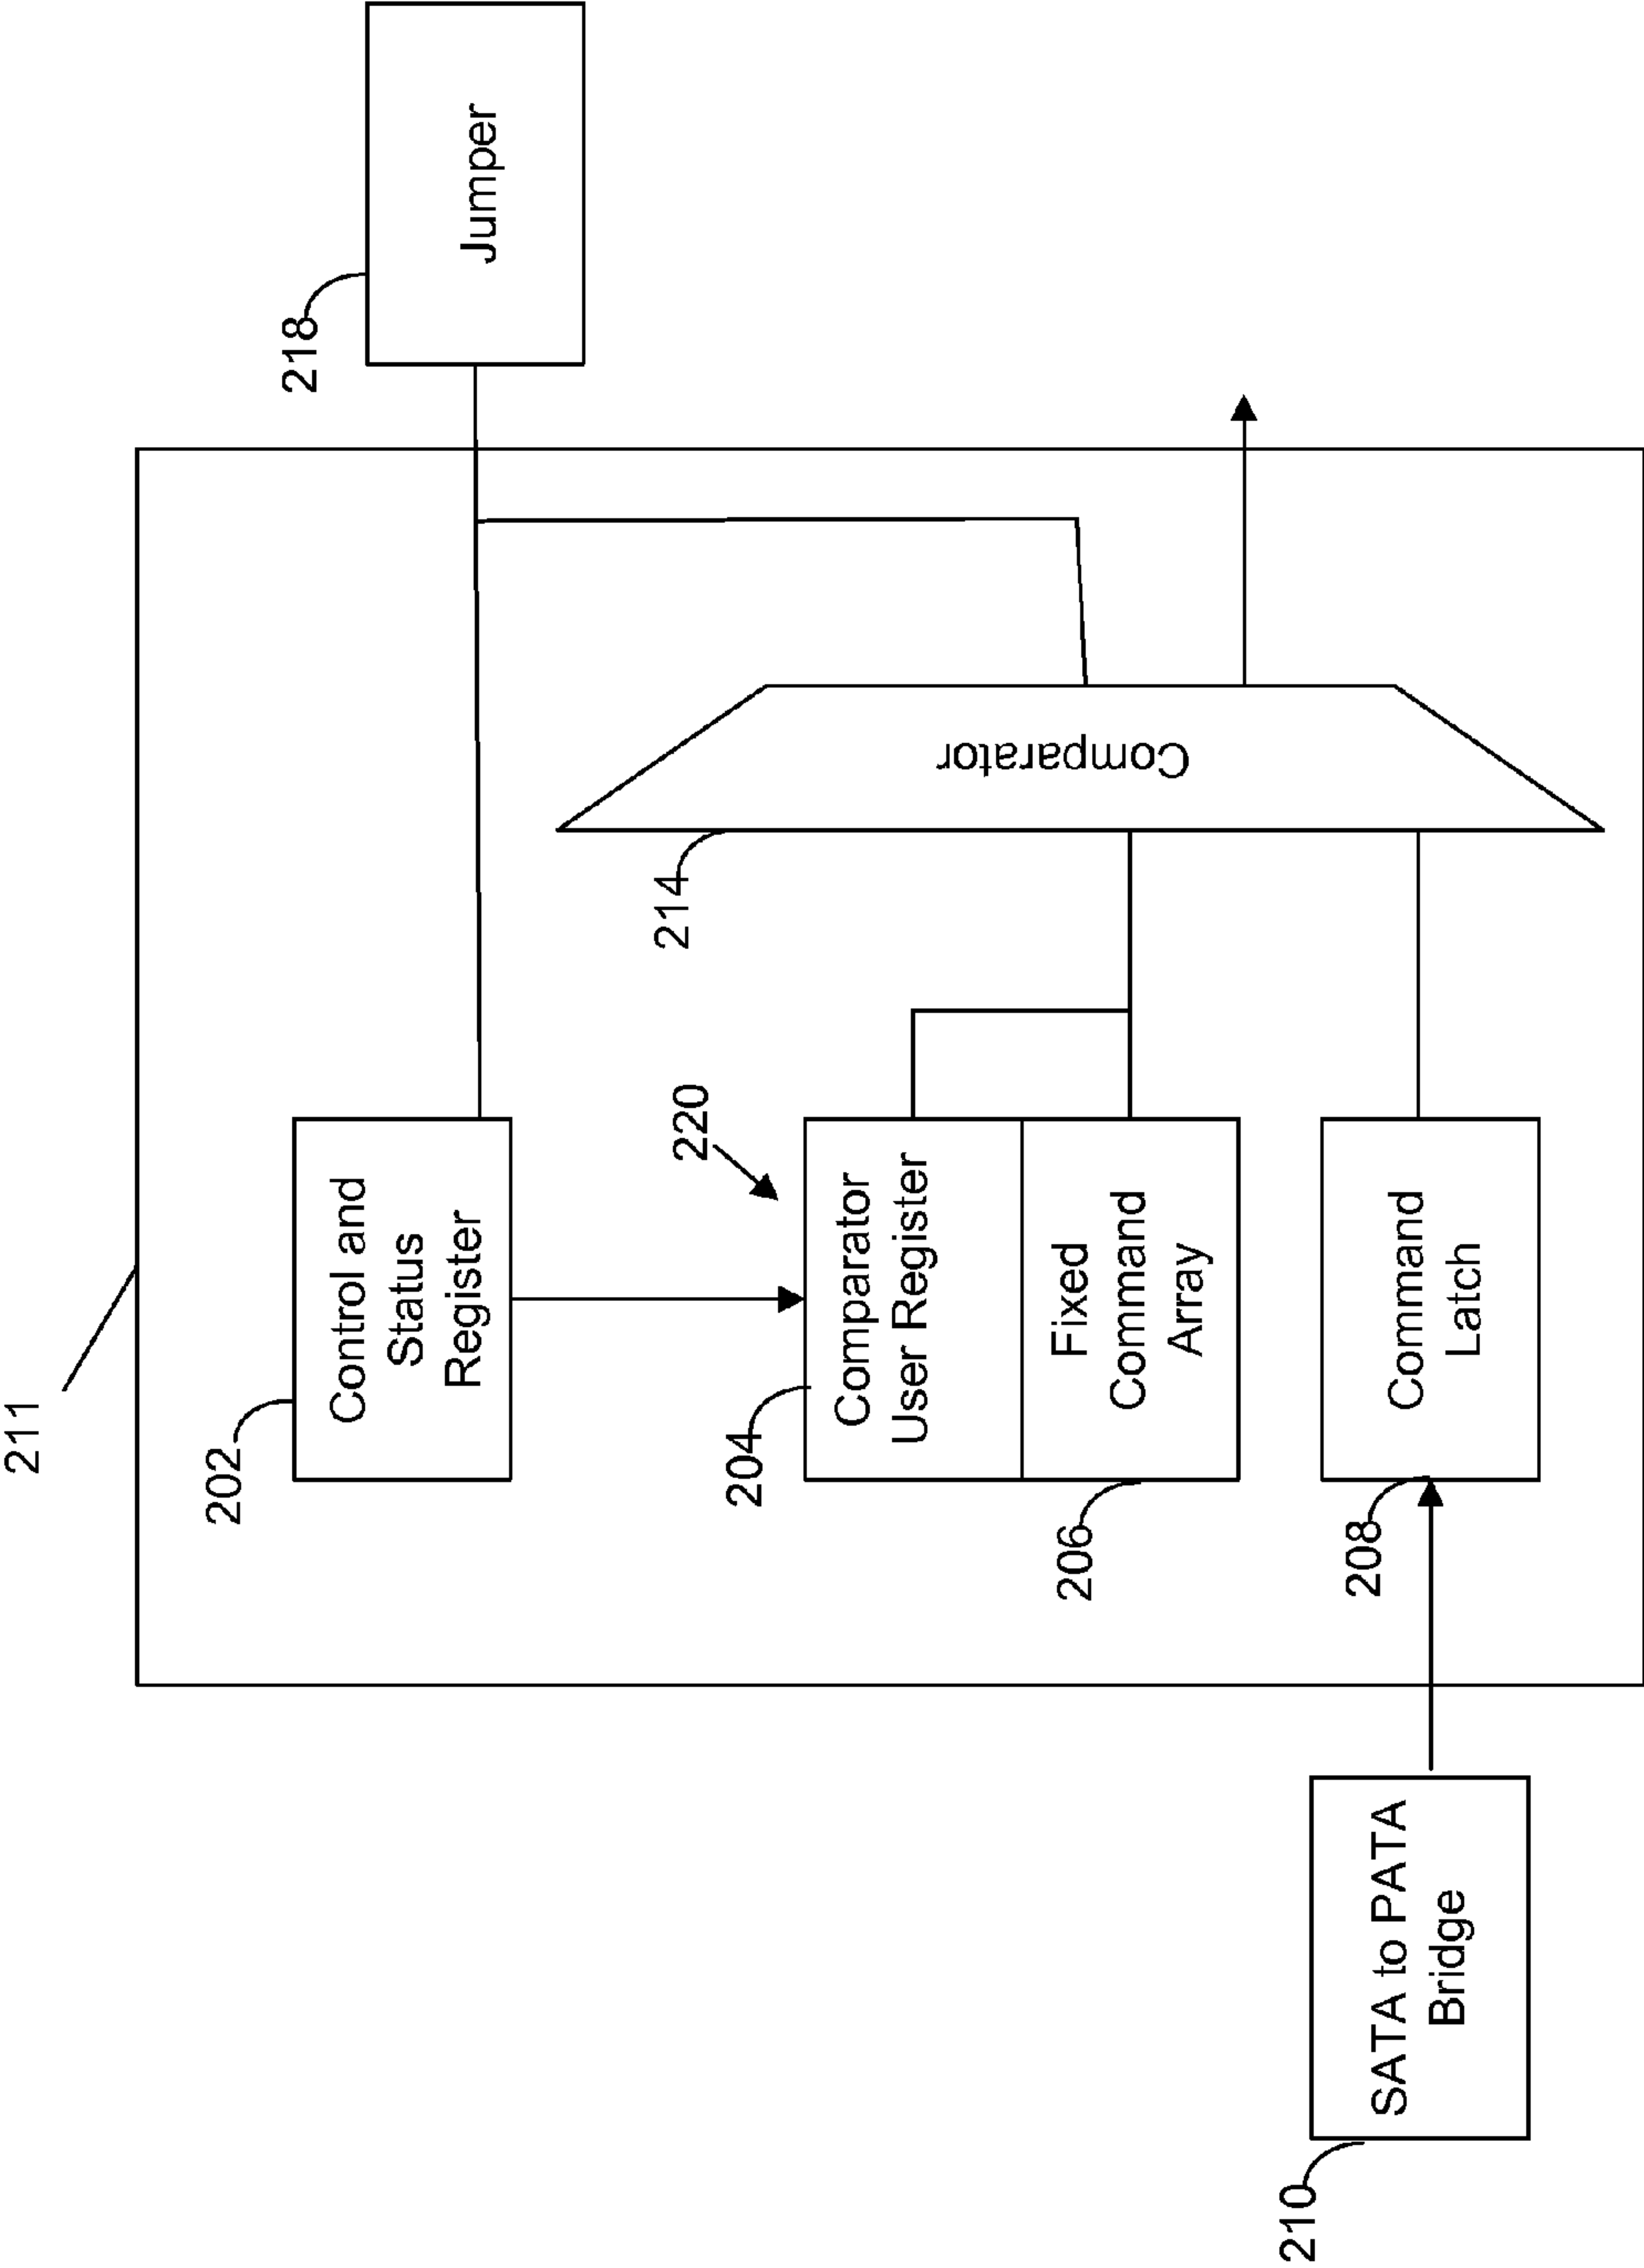 211
218
Jumper
202
Control and
Status
Register
214
Comparator
220
204
Comparator
User Register
206
Fixed
Command
Array
208
Command
Latch
210
SATA to PATA
Bridge